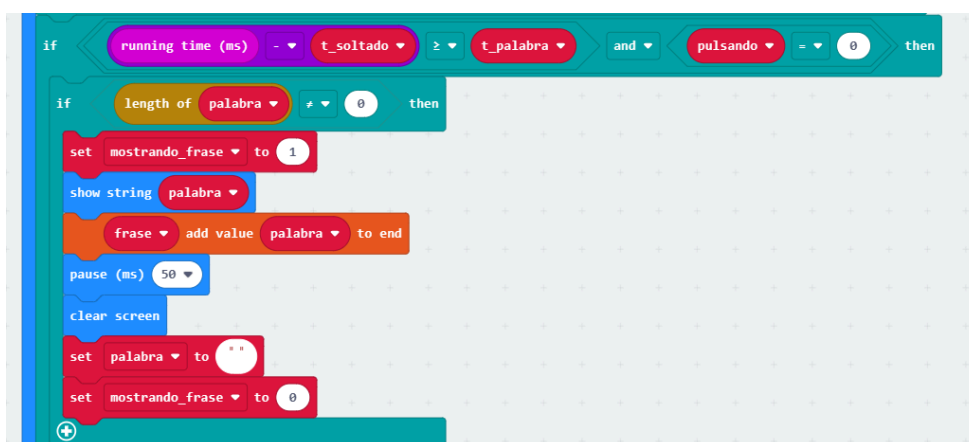 if running time (ms) - t_soltado ≥ t_palabra and pulsando = 0 then
if length of palabra ≠ 0 then
set mostrando_frase to 1
show string palabra
frase add value palabra to end
pause (ms) 50
clear screen
set palabra to " "
set mostrando_frase to 0